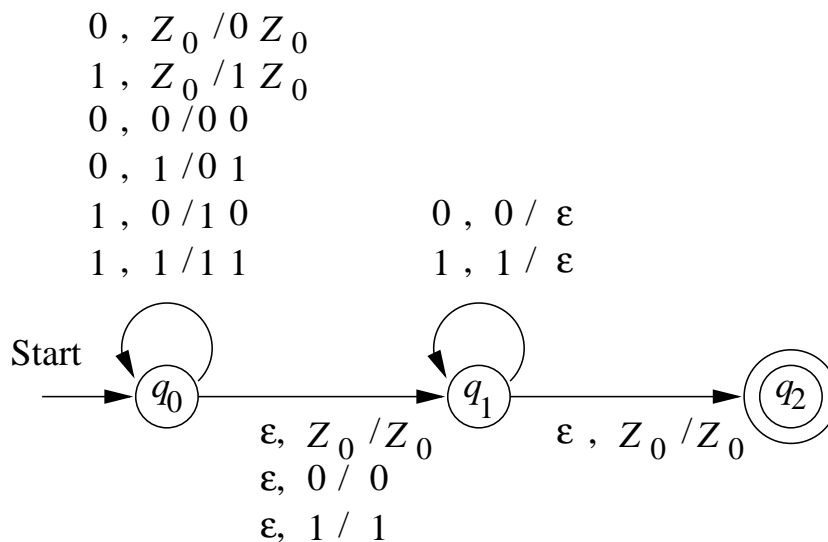 0 , Z0 / 0 Z0
1 , Z0 / 1 Z0
0 , 0 / 0 0
0 , 1 / 0 1
1 , 0 / 1 0
1 , 1 / 1 1
0 , 0 / ε
1 , 1 / ε
Start
q0
q1
q2
ε, Z0 / Z0
ε, 0 / 0
ε, 1 / 1
ε , Z0 / Z0